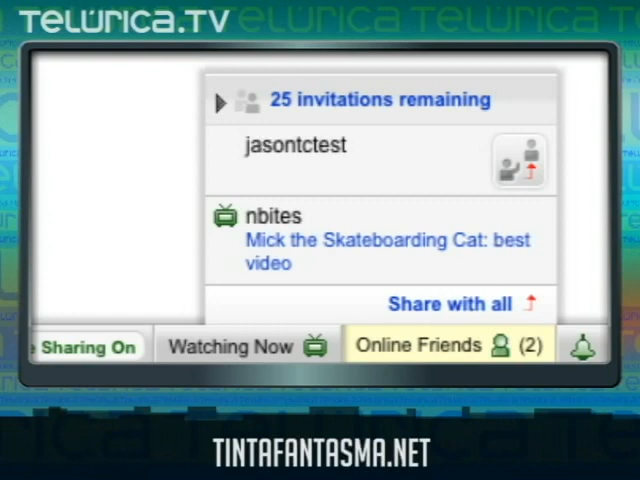 TELÚRICA.TV
25 invitations remaining
jasontctest
nbites
Mick the Skateboarding Cat: best
video
Share with all
Sharing On
Watching Now
Online Friends (2)
TINTAFANTASMA.NET